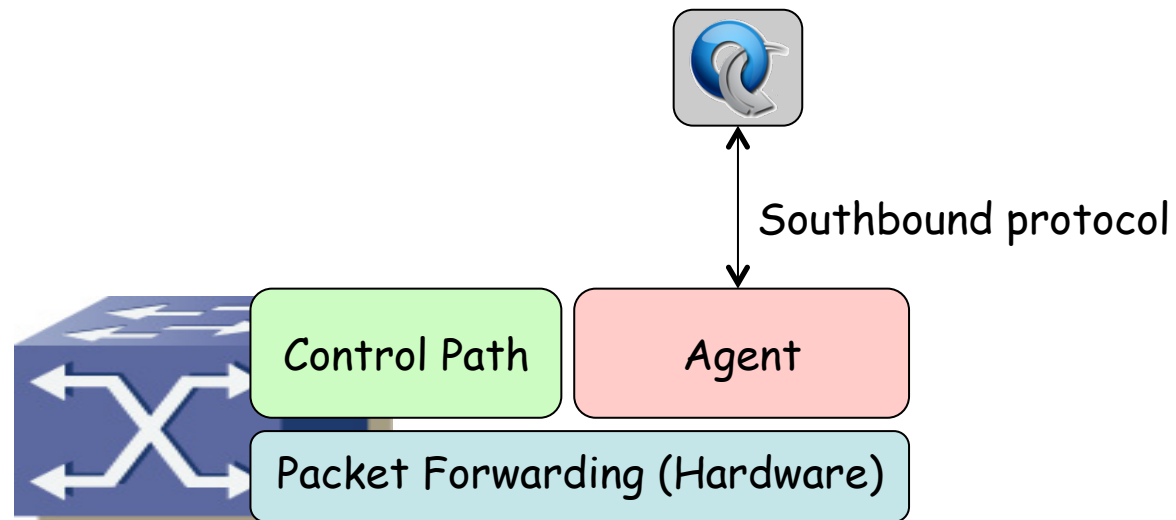 Southbound protocol
Control Path
Agent
Packet Forwarding (Hardware)